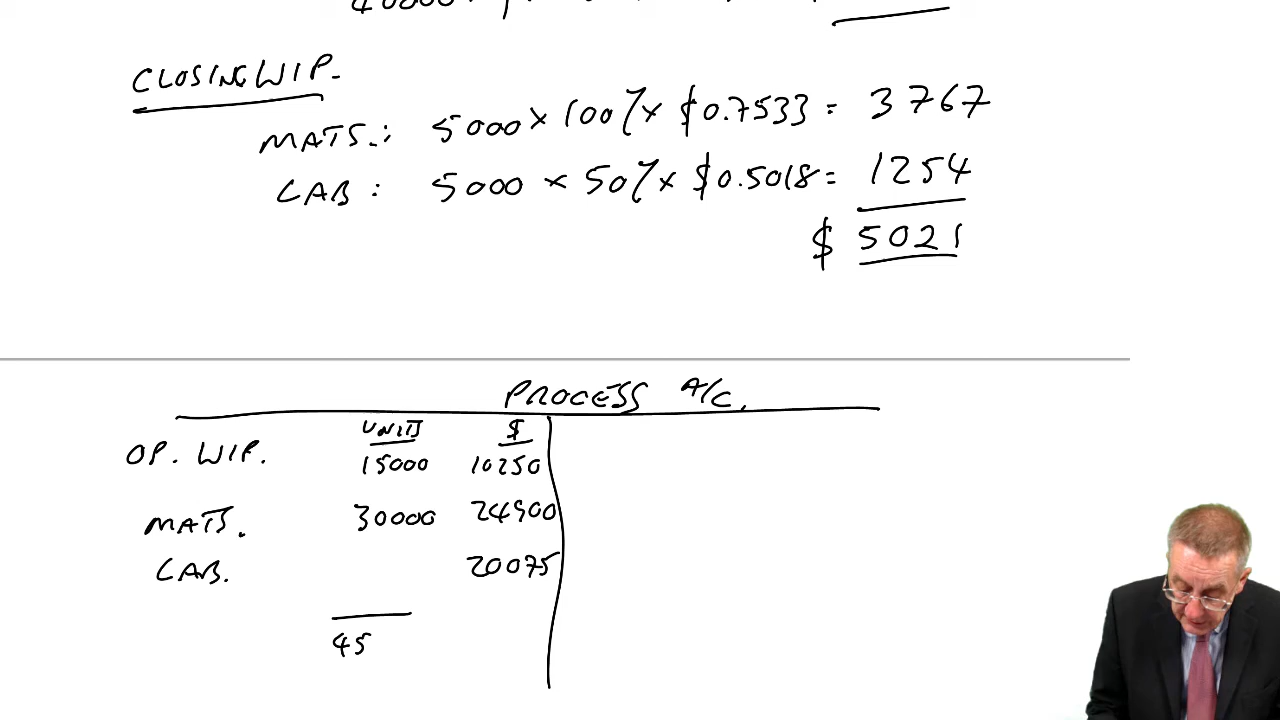 CLOSING WIP.
MATS.: 5000 × 100% × $0.7533 = 3767
LAB: 5000 × 50% × $0.5018 = 1254
$ 5021
PROCESS A/C.
UNITS $
OP. WIP. 15000 10250
MATS. 30000 24900
LAB. 20075
45